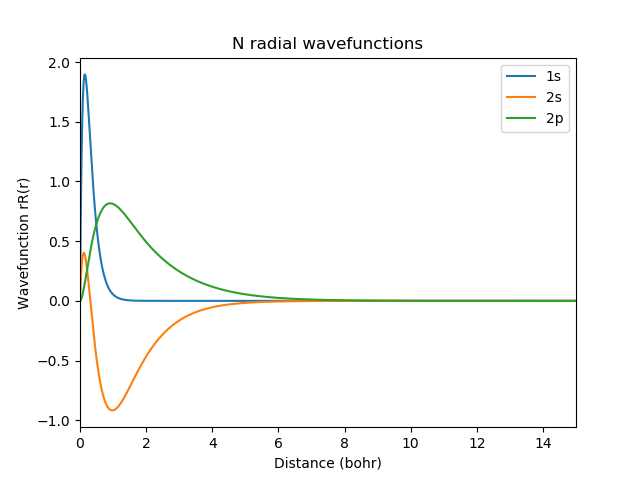 N radial wavefunctions
1s
2s
2p
Wavefunction rR(r)
2.0
1.5
1.0
0.5
0.0
−0.5
−1.0
0 2 4 6 8 10 12 14
Distance (bohr)